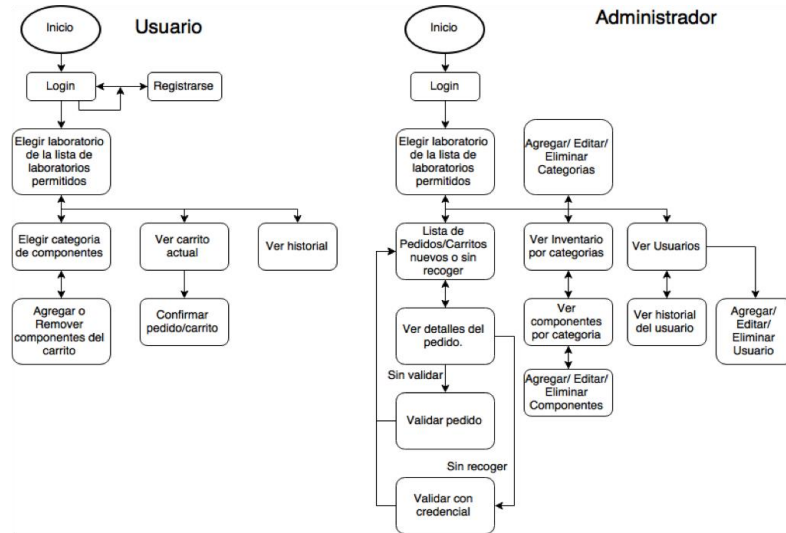 Usuario
Inicio
Login
Registrarse
Elegir laboratorio
de la lista de
laboratorios
permitidos
Elegir categoria
de componentes
Ver carrito
actual
Ver historial
Agregar o
Remover
componentes del
carrito
Confirmar
pedido/carrito
Administrador
Inicio
Login
Elegir laboratorio
de la lista de
laboratorios
permitidos
Agregar/ Editar/
Eliminar
Categorias
Lista de
Pedidos/Carritos
nuevos o sin
recoger
Ver Inventario
por categorias
Ver Usuarios
Ver detalles del
pedido.
Ver
componentes
por categoria
Ver historial
del usuario
Agregar/
Editar/
Eliminar
Usuario
Sin validar
Agregar/ Editar/
Eliminar
Componentes
Validar pedido
Sin recoger
Validar con
credencial